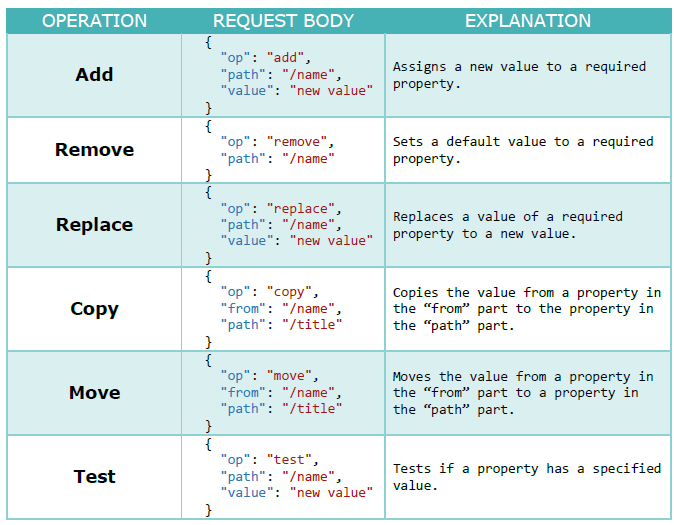 OPERATION REQUEST BODY EXPLANATION
Add
{
"op": "add",
"path": "/name",
"value": "new value"
}
Assigns a new value to a required
property.
Remove
{
"op": "remove",
"path": "/name"
}
Sets a default value to a required
property.
Replace
{
"op": "replace",
"path": "/name",
"value": "new value"
}
Replaces a value of a required
property to a new value.
Copy
{
"op": "copy",
"from": "/name",
"path": "/title"
}
Copies the value from a property in
the “from” part to the property in
the “path” part.
Move
{
"op": "move",
"from": "/name",
"path": "/title"
}
Moves the value from a property in
the “from” part to a property in
the “path” part.
Test
{
"op": "test",
"path": "/name",
"value": "new value"
}
Tests if a property has a specified
value.